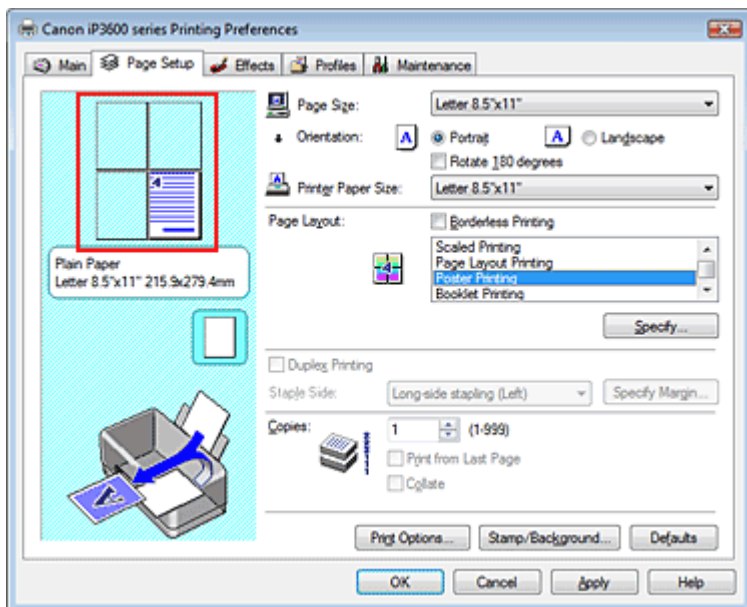 Canon iP3600 series Printing Preferences
Main Page Setup Effects Profiles Maintenance
Page Size: Letter 8.5"x11"
Orientation: A Portrait A Landscape
Rotate 180 degrees
Printer Paper Size: Letter 8.5"x11"
Page Layout: Borderless Printing
Scaled Printing
Page Layout Printing
Poster Printing
Booklet Printing
Specify...
Plain Paper
Letter 8.5"x11" 215.9x279.4mm
Duplex Printing
Staple Side: Long-side stapling (Left) Specify Margin...
Copies: 1 (1-999)
Print from Last Page
Collate
Print Options... Stamp/Background... Defaults
OK Cancel Apply Help